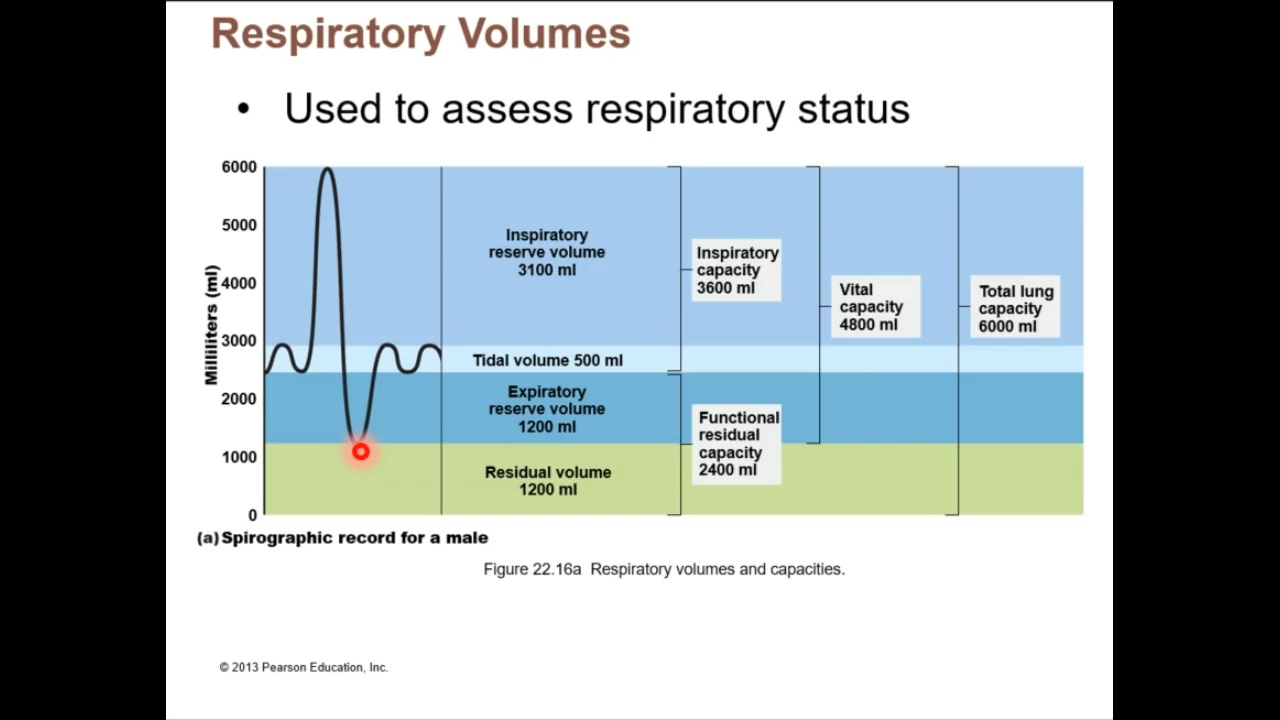 Respiratory Volumes
• Used to assess respiratory status
Milliliters (ml)
6000
5000
4000
3000
2000
1000
0
Inspiratory
reserve volume
3100 ml
Tidal volume 500 ml
Expiratory
reserve volume
1200 ml
Residual volume
1200 ml
Inspiratory
capacity
3600 ml
Functional
residual
capacity
2400 ml
Vital
capacity
4800 ml
Total lung
capacity
6000 ml
(a) Spirographic record for a male
Figure 22.16a Respiratory volumes and capacities.
© 2013 Pearson Education, Inc.